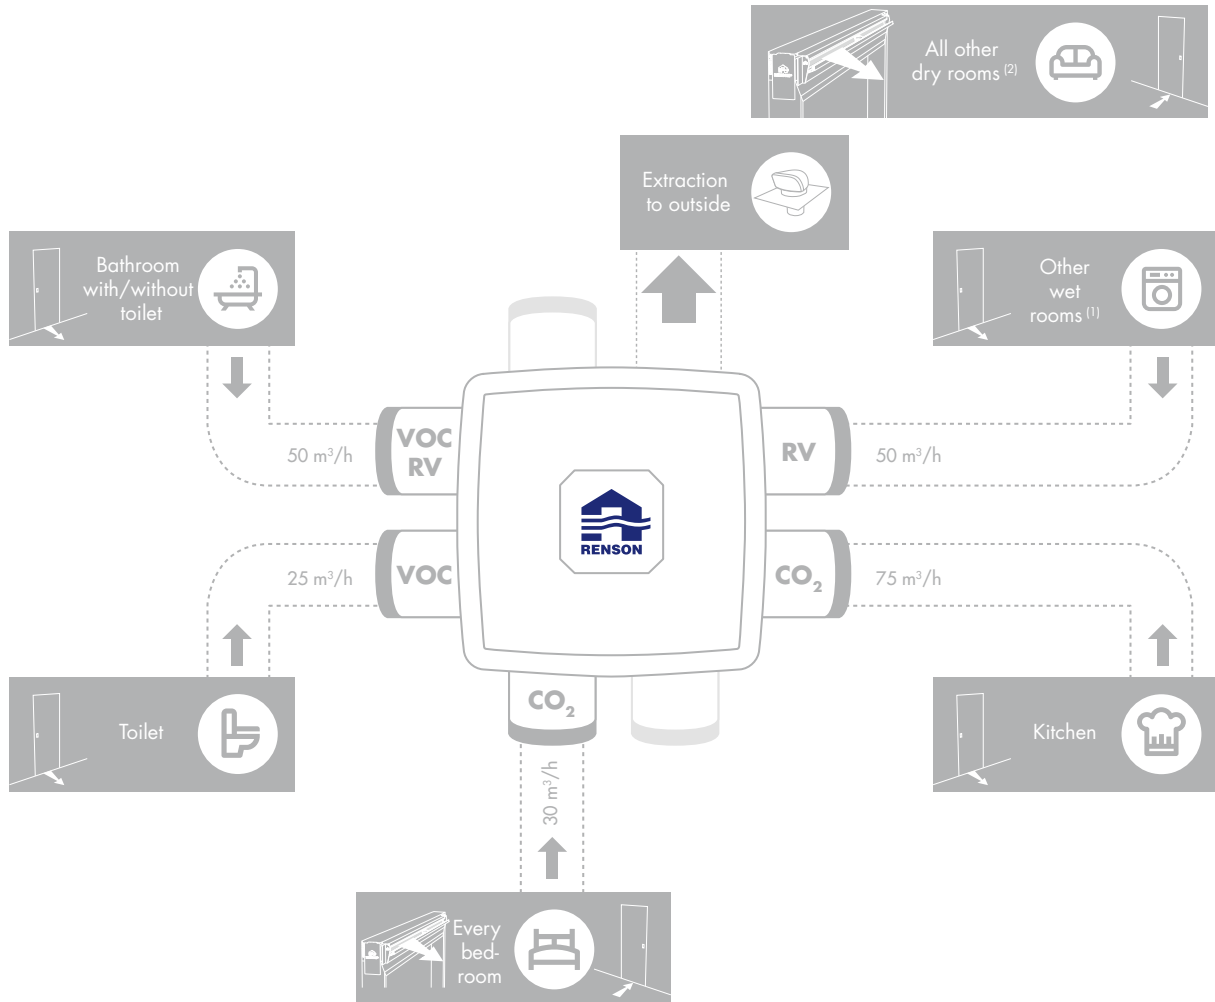 All other
dry rooms (2)
Extraction
to outside
Bathroom
with/without
toilet
Other
wet
rooms (1)
50 m³/h
VOC
RV
RV
50 m³/h
RENSON
25 m³/h
VOC
CO₂
75 m³/h
Toilet
CO₂
Kitchen
30 m³/h
Every
bed-
room